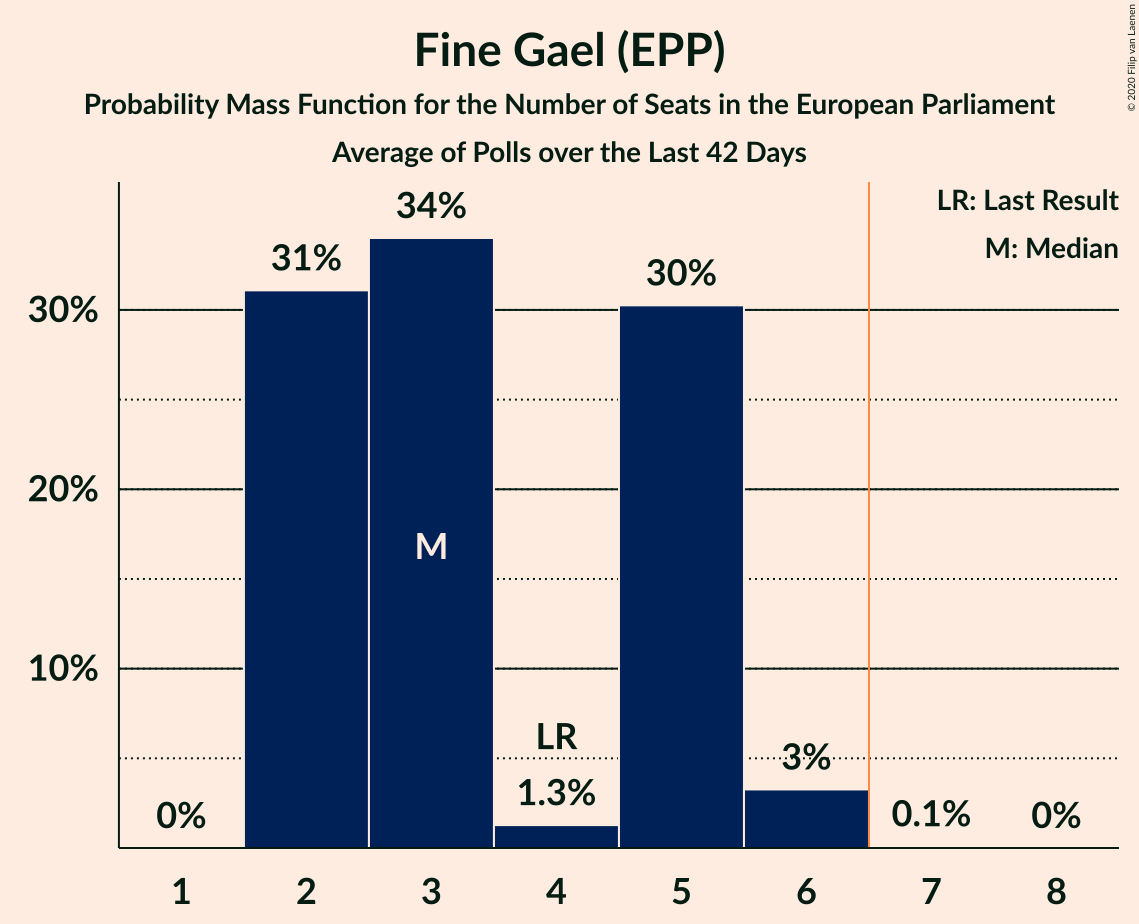 Fine Gael (EPP)
Probability Mass Function for the Number of Seats in the European Parliament
Average of Polls over the Last 42 Days
© 2020 Filip van Laenen
LR: Last Result
M: Median
34%
31%
30%
30%
20%
M
10%
LR
3%
1.3%
0%
0.1%
0%
1 2 3 4 5 6 7 8